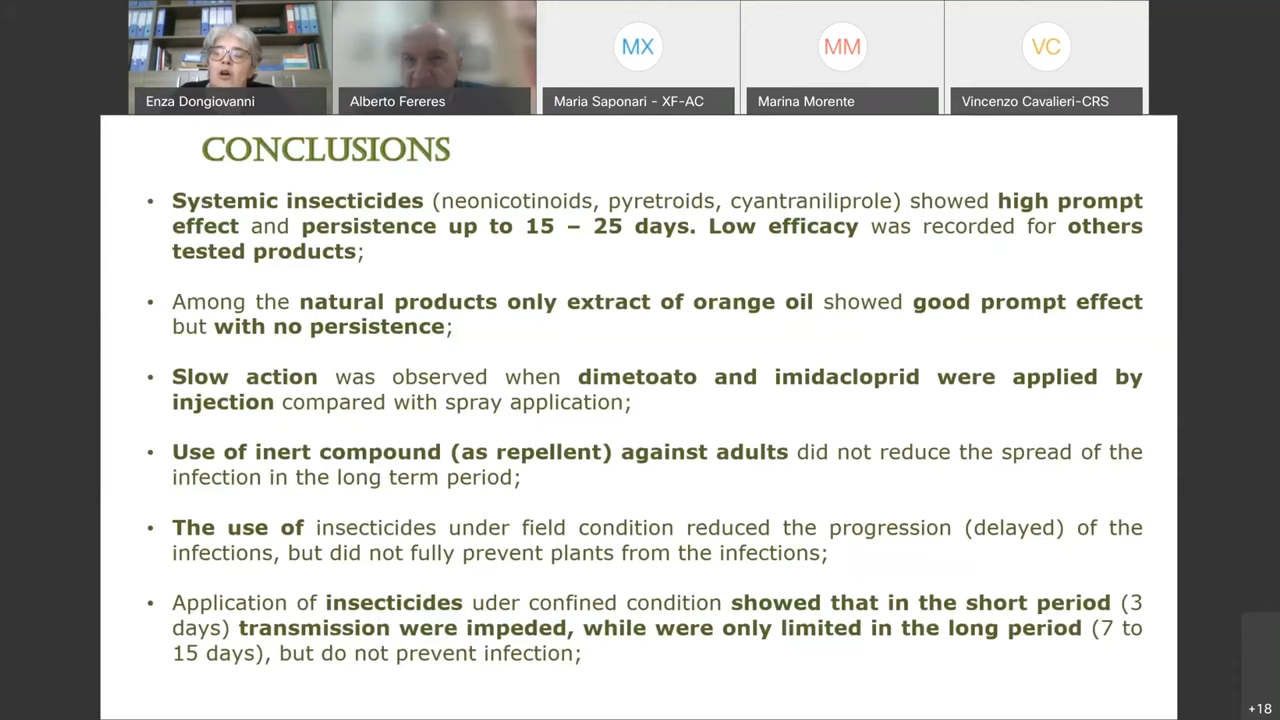 MX
MM
VC
Enza Dongiovanni
Alberto Fereres
Maria Saponari - XF-AC
Marina Morente
Vincenzo Cavalieri-CRS
CONCLUSIONS
• Systemic insecticides (neonicotinoids, pyretroids, cyantraniliprole) showed high prompt
effect and persistence up to 15 – 25 days. Low efficacy was recorded for others
tested products;
• Among the natural products only extract of orange oil showed good prompt effect
but with no persistence;
• Slow action was observed when dimetoato and imidacloprid were applied by
injection compared with spray application;
• Use of inert compound (as repellent) against adults did not reduce the spread of the
infection in the long term period;
• The use of insecticides under field condition reduced the progression (delayed) of the
infections, but did not fully prevent plants from the infections;
• Application of insecticides uder confined condition showed that in the short period (3
days) transmission were impeded, while were only limited in the long period (7 to
15 days), but do not prevent infection;
+18